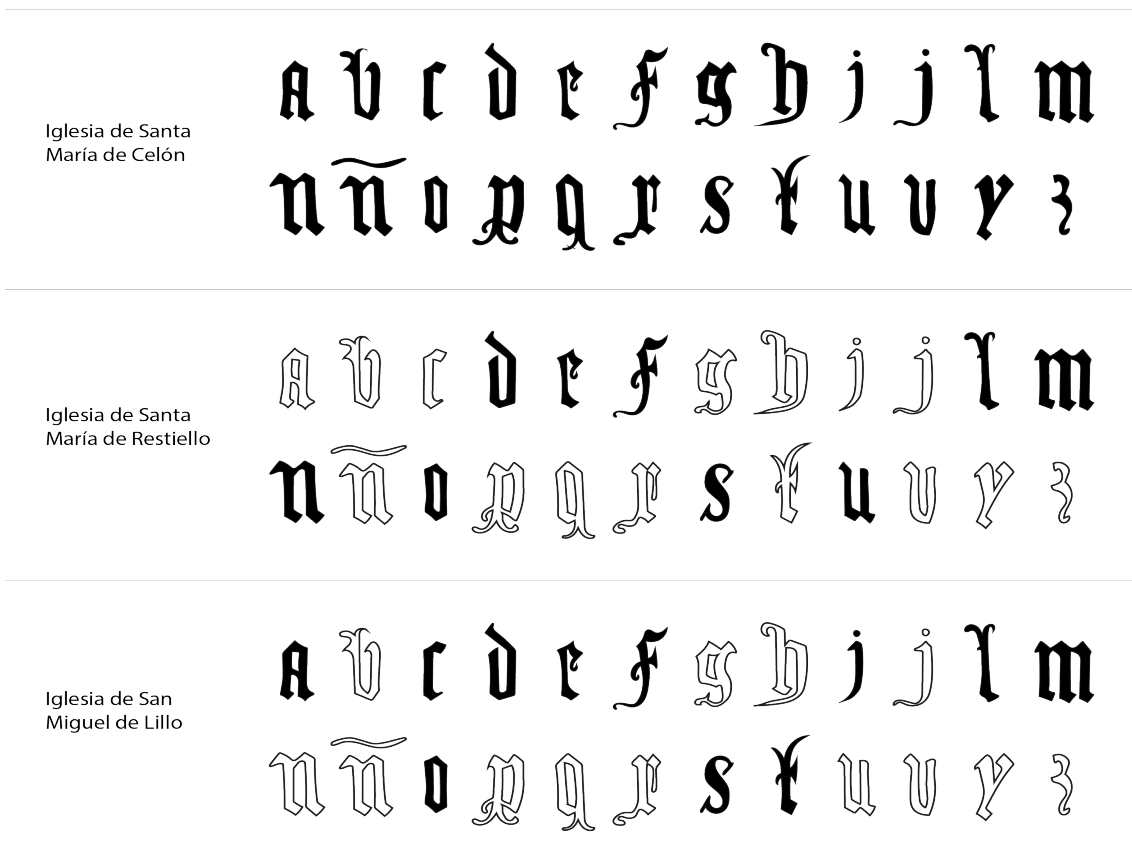 Iglesia de Santa
María de Celón
a b c d e f g h i j l m
n ñ o p q r s t u v y z
Iglesia de Santa
María de Restiello
a b c d e f g h i j l m
n ñ o p q r s t u v y z
Iglesia de San
Miguel de Lillo
a b c d e f g h i j l m
n ñ o p q r s t u v y z